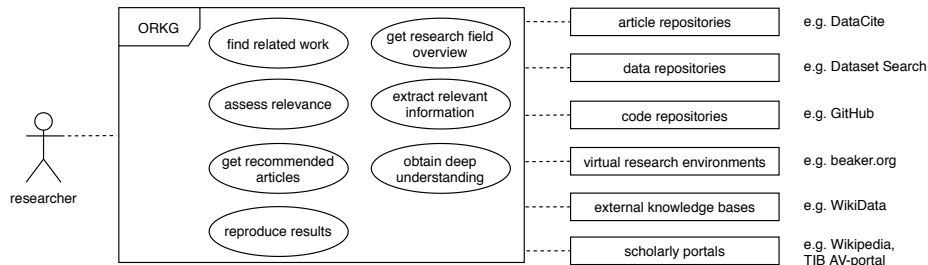 ORKG
find related work
get research field
overview
assess relevance
extract relevant
information
get recommended
articles
obtain deep
understanding
reproduce results
researcher
article repositories
e.g. DataCite
data repositories
e.g. Dataset Search
code repositories
e.g. GitHub
virtual research environments
e.g. beaker.org
external knowledge bases
e.g. WikiData
scholarly portals
e.g. Wikipedia,
TIB AV-portal